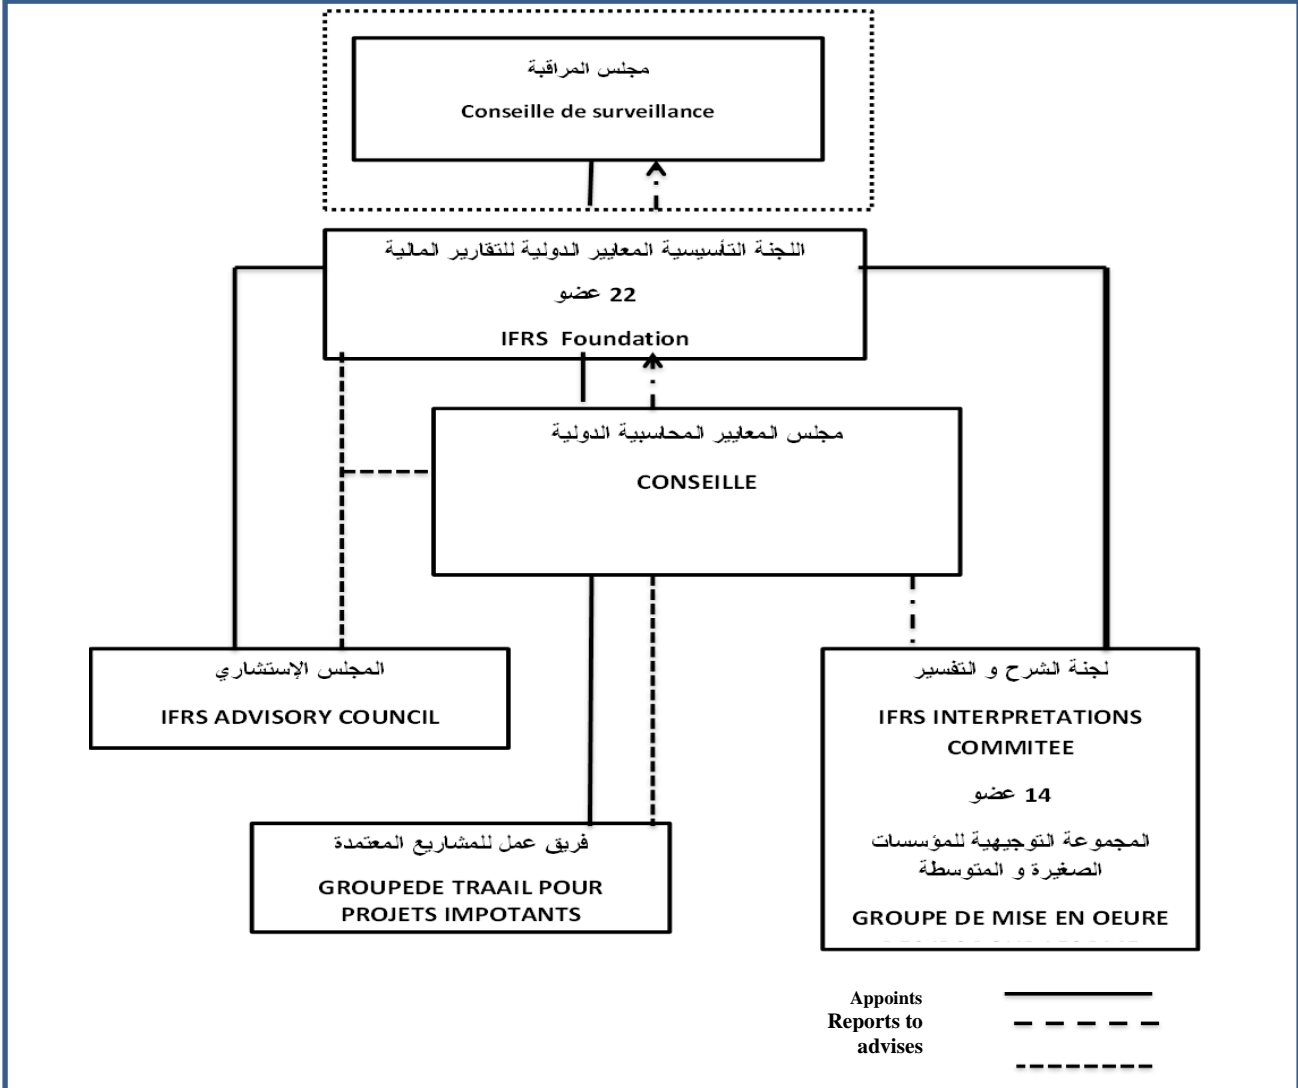 مجلس المراقبة
Conseille de surveillance
اللجنة التأسيسية المعايير الدولية للتقارير المالية
22 عضو
IFRS Foundation
مجلس المعايير المحاسبية الدولية
CONSEILLE
المجلس الإستشاري
IFRS ADVISORY COUNCIL
لجنة الشرح و التفسير
IFRS INTERPRETATIONS
COMMITEE
14 عضو
المجموعة التوجيهية للمؤسسات
الصغيرة و المتوسطة
GROUPE DE MISE EN OEURE
فريق عمل للمشاريع المعتمدة
GROUPEDE TRAAIL POUR
PROJETS IMPOTANTS
Appoints
Reports to
advises